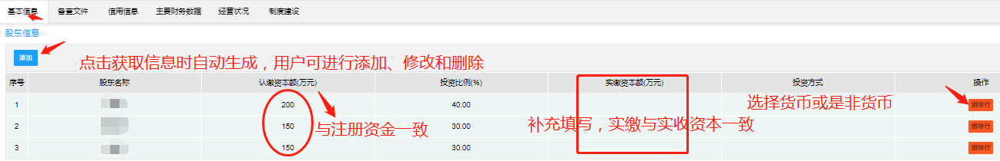 基本信息 备查文件 信用信息 主要财务数据 经营状况 制度建设
股东信息
添加
点击获取信息时自动生成，用户可进行添加、修改和删除
序号 股东名称 认缴资本额(万元) 投资比例(%) 实缴资本额(万元) 投资方式 操作
1 200 40.00 删除行
选择货币或是非货币
2 150 30.00 删除行
与注册资金一致
补充填写，实缴与实收资本一致
3 150 30.00 删除行